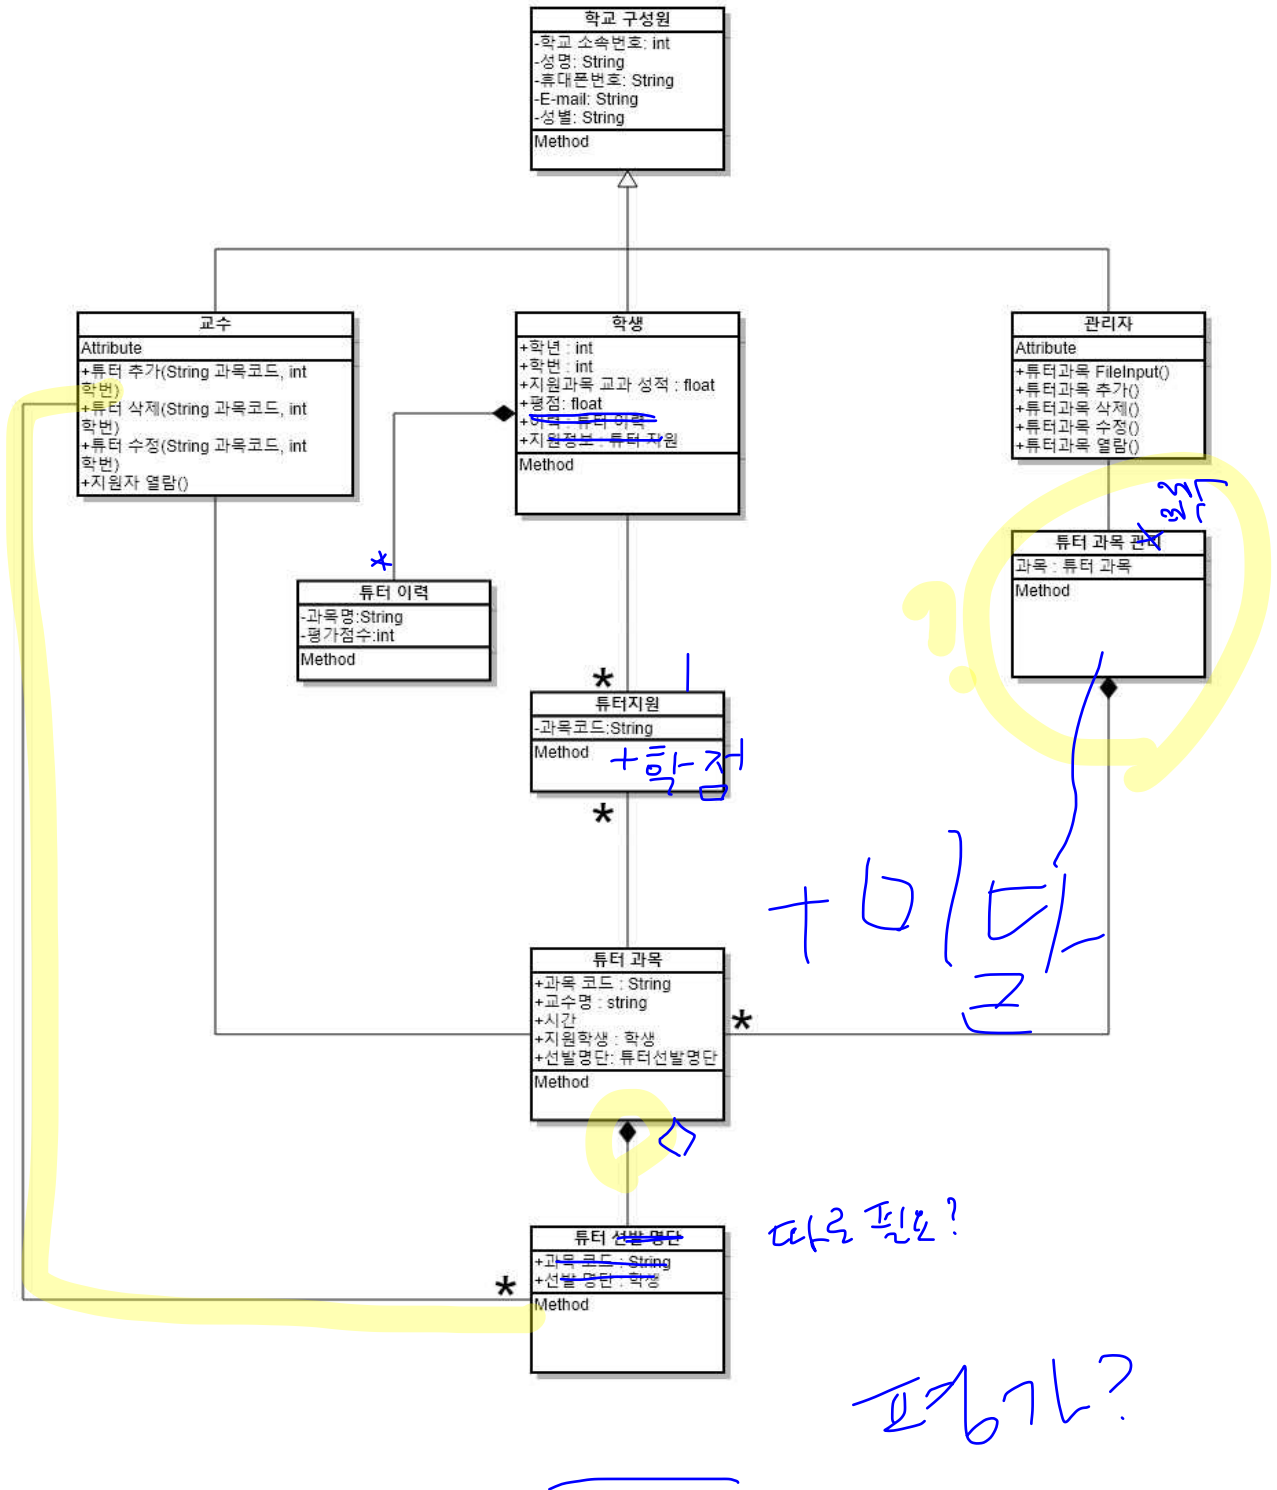 학교 구성원
-학교 소속번호: int
-성명: String
-휴대폰번호: String
-E-mail: String
-성별: String
Method
교수
Attribute
+튜터 추가(String 과목코드, int
학번)
+튜터 삭제(String 과목코드, int
학번)
+튜터 수정(String 과목코드, int
학번)
+지원자 열람()
학생
+학년 : int
+학번 : int
+지원과목 교과 성적 : float
+평점: float
+이력 : 튜터 이력
+지원정보 : 튜터 지원
Method
관리자
Attribute
+튜터과목 FileInput()
+튜터과목 추가()
+튜터과목 삭제()
+튜터과목 수정()
+튜터과목 열람()
튜터 과목 관리
과목 : 튜터 과목
Method
?
*
튜터 이력
-과목명:String
-평가점수:int
Method
*
1
튜터지원
-과목코드:String
Method
+학점
*
튜터 과목
+과목 코드 : String
+교수명 : string
+시간
+지원학생 : 학생
+선발명단: 튜터선발명단
Method
*
튜터 선발 명단
+과목 코드 : String
+선발 명단 : 학생
Method
*
따로 필요?
평가?